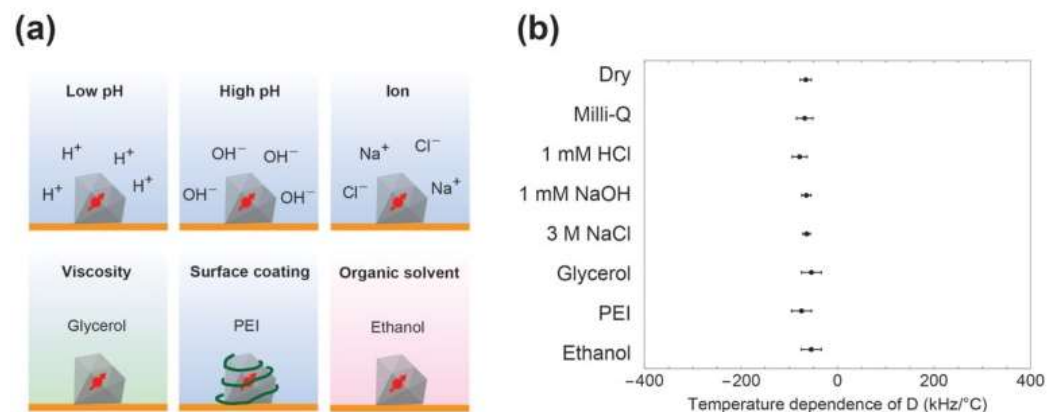 (a)
Low pH
H⁺
H⁺
H⁺
H⁺
High pH
OH⁻
OH⁻
OH⁻
OH⁻
Ion
Na⁺
Cl⁻
Cl⁻
Na⁺
Viscosity
Glycerol
Surface coating
PEI
Organic solvent
Ethanol
(b)
Dry
Milli-Q
1 mM HCl
1 mM NaOH
3 M NaCl
Glycerol
PEI
Ethanol
−400 −200 0 200 400
Temperature dependence of D (kHz/°C)